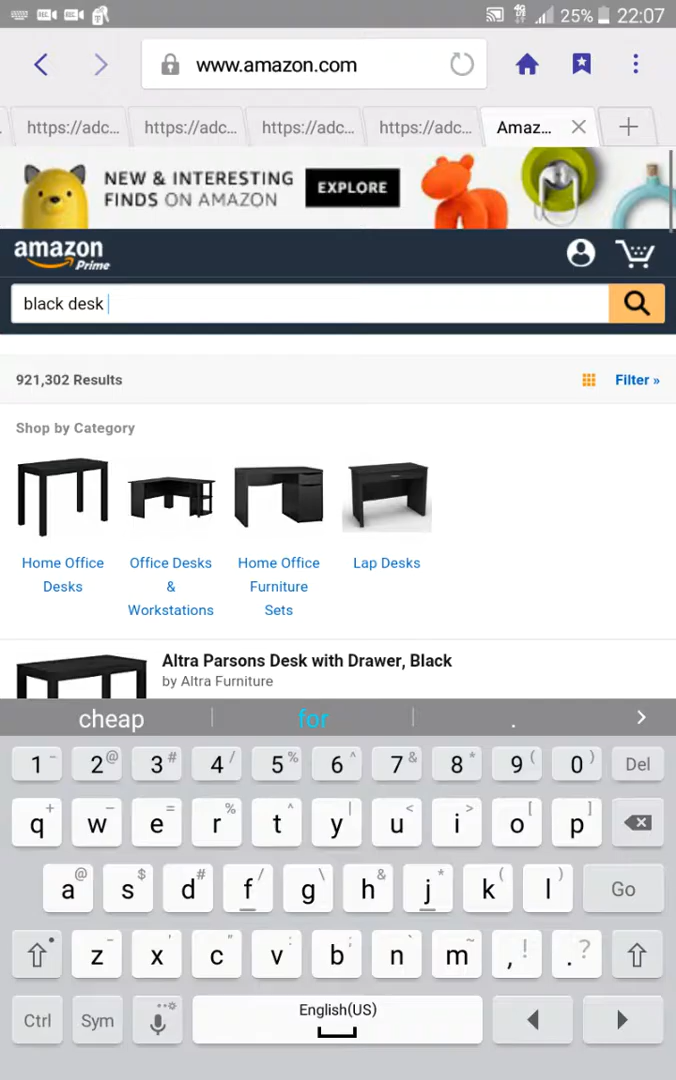 REC REC 4G 25% 22:07
www.amazon.com
https://adc... https://adc... https://adc... https://adc... Amaz...
NEW & INTERESTING
FINDS ON AMAZON
EXPLORE
amazon
Prime
black desk
921,302 Results
Filter »
Shop by Category
Home Office
Desks
Office Desks
&
Workstations
Home Office
Furniture
Sets
Lap Desks
Altra Parsons Desk with Drawer, Black
by Altra Furniture
cheap for .
1 - 2 @ 3 # 4 / 5 % 6 ^ 7 & 8 * 9 ( 0 ) Del
q + w − e = r % t ^ y | u < i > o [ p ]
a @ s $ d # f / g \ h & j * k ( l ) Go
z - x ' c " v : b ; n ` m ~ , ! . ?
Ctrl Sym English(US)